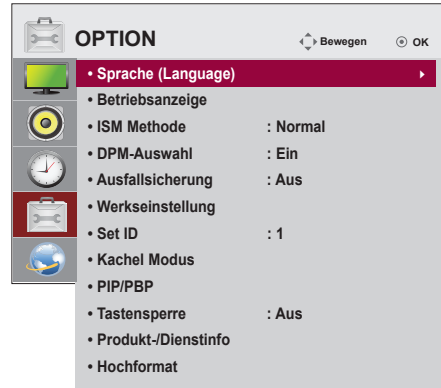 OPTION Bewegen OK
• Sprache (Language)
• Betriebsanzeige
• ISM Methode : Normal
• DPM-Auswahl : Ein
• Ausfallsicherung : Aus
• Werkseinstellung
• Set ID : 1
• Kachel Modus
• PIP/PBP
• Tastensperre : Aus
• Produkt-/Dienstinfo
• Hochformat